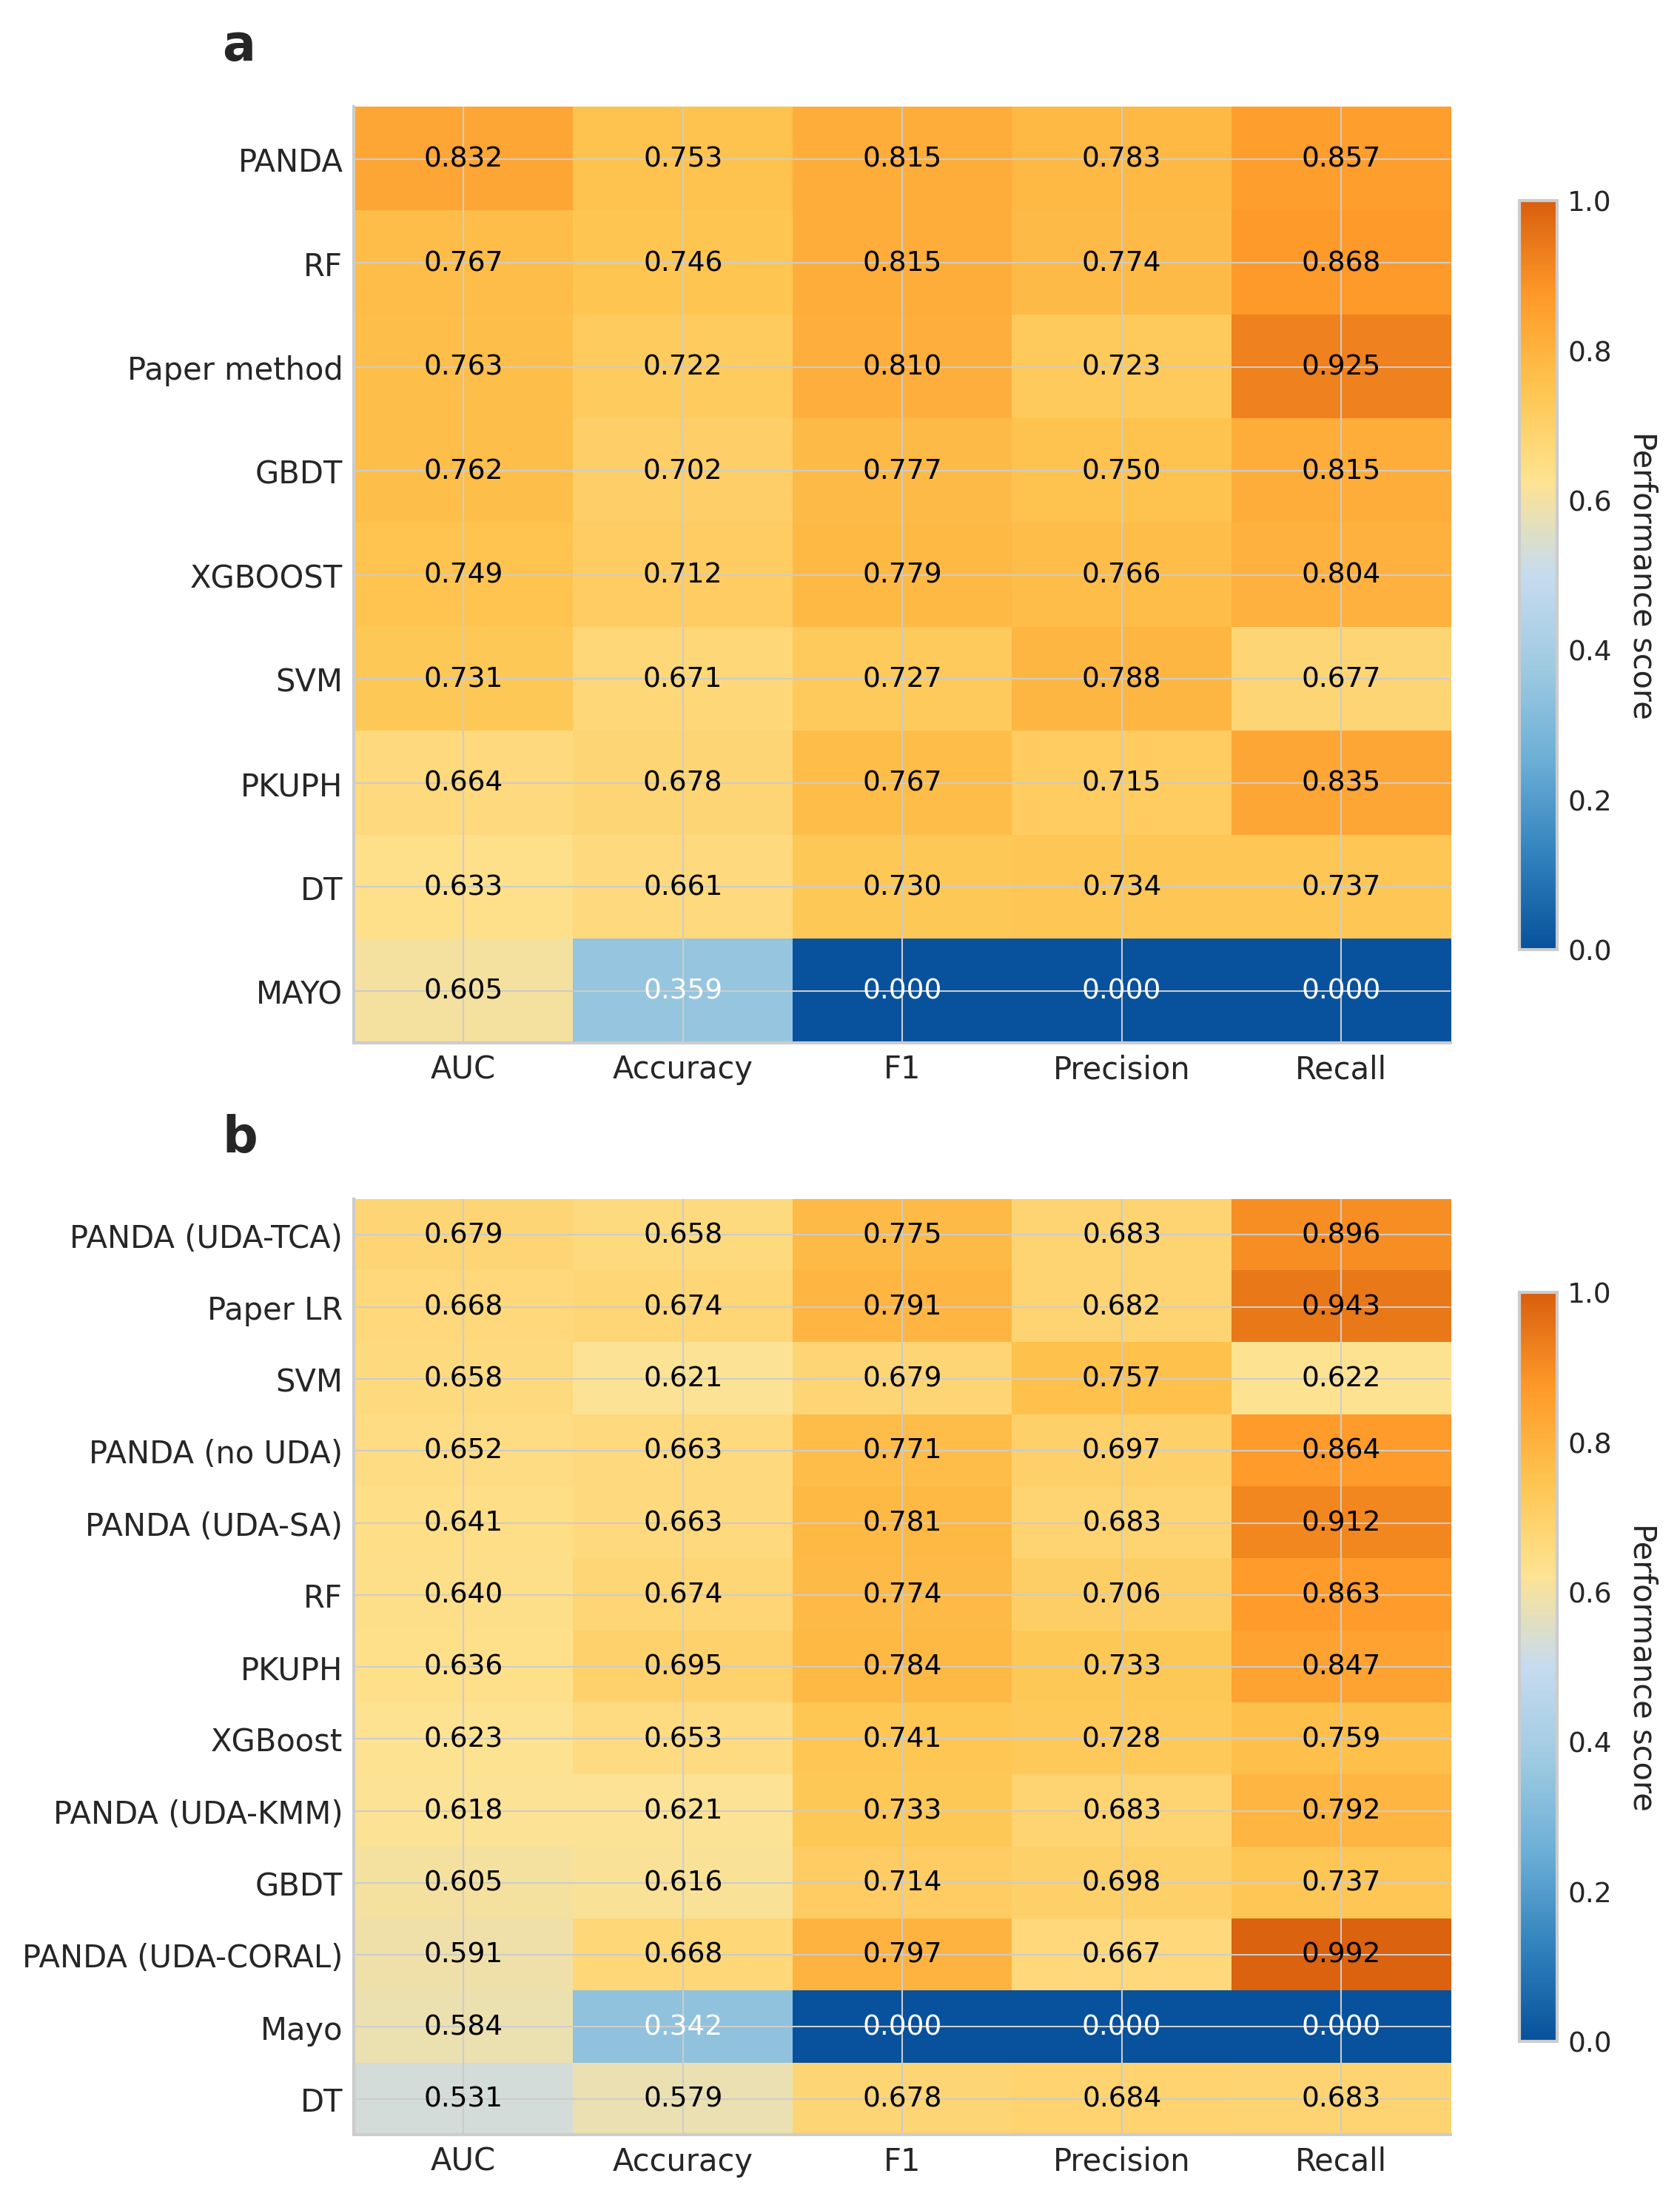 a
PANDA 0.832 0.753 0.815 0.783 0.857
RF 0.767 0.746 0.815 0.774 0.868
Paper method 0.763 0.722 0.810 0.723 0.925
GBDT 0.762 0.702 0.777 0.750 0.815
XGBOOST 0.749 0.712 0.779 0.766 0.804
SVM 0.731 0.671 0.727 0.788 0.677
PKUPH 0.664 0.678 0.767 0.715 0.835
DT 0.633 0.661 0.730 0.734 0.737
MAYO 0.605 0.359 0.000 0.000 0.000
AUC Accuracy F1 Precision Recall
1.0
0.8
0.6
0.4
0.2
0.0
Performance score
b
PANDA (UDA-TCA) 0.679 0.658 0.775 0.683 0.896
Paper LR 0.668 0.674 0.791 0.682 0.943
SVM 0.658 0.621 0.679 0.757 0.622
PANDA (no UDA) 0.652 0.663 0.771 0.697 0.864
PANDA (UDA-SA) 0.641 0.663 0.781 0.683 0.912
RF 0.640 0.674 0.774 0.706 0.863
PKUPH 0.636 0.695 0.784 0.733 0.847
XGBoost 0.623 0.653 0.741 0.728 0.759
PANDA (UDA-KMM) 0.618 0.621 0.733 0.683 0.792
GBDT 0.605 0.616 0.714 0.698 0.737
PANDA (UDA-CORAL) 0.591 0.668 0.797 0.667 0.992
Mayo 0.584 0.342 0.000 0.000 0.000
DT 0.531 0.579 0.678 0.684 0.683
AUC Accuracy F1 Precision Recall
1.0
0.8
0.6
0.4
0.2
0.0
Performance score